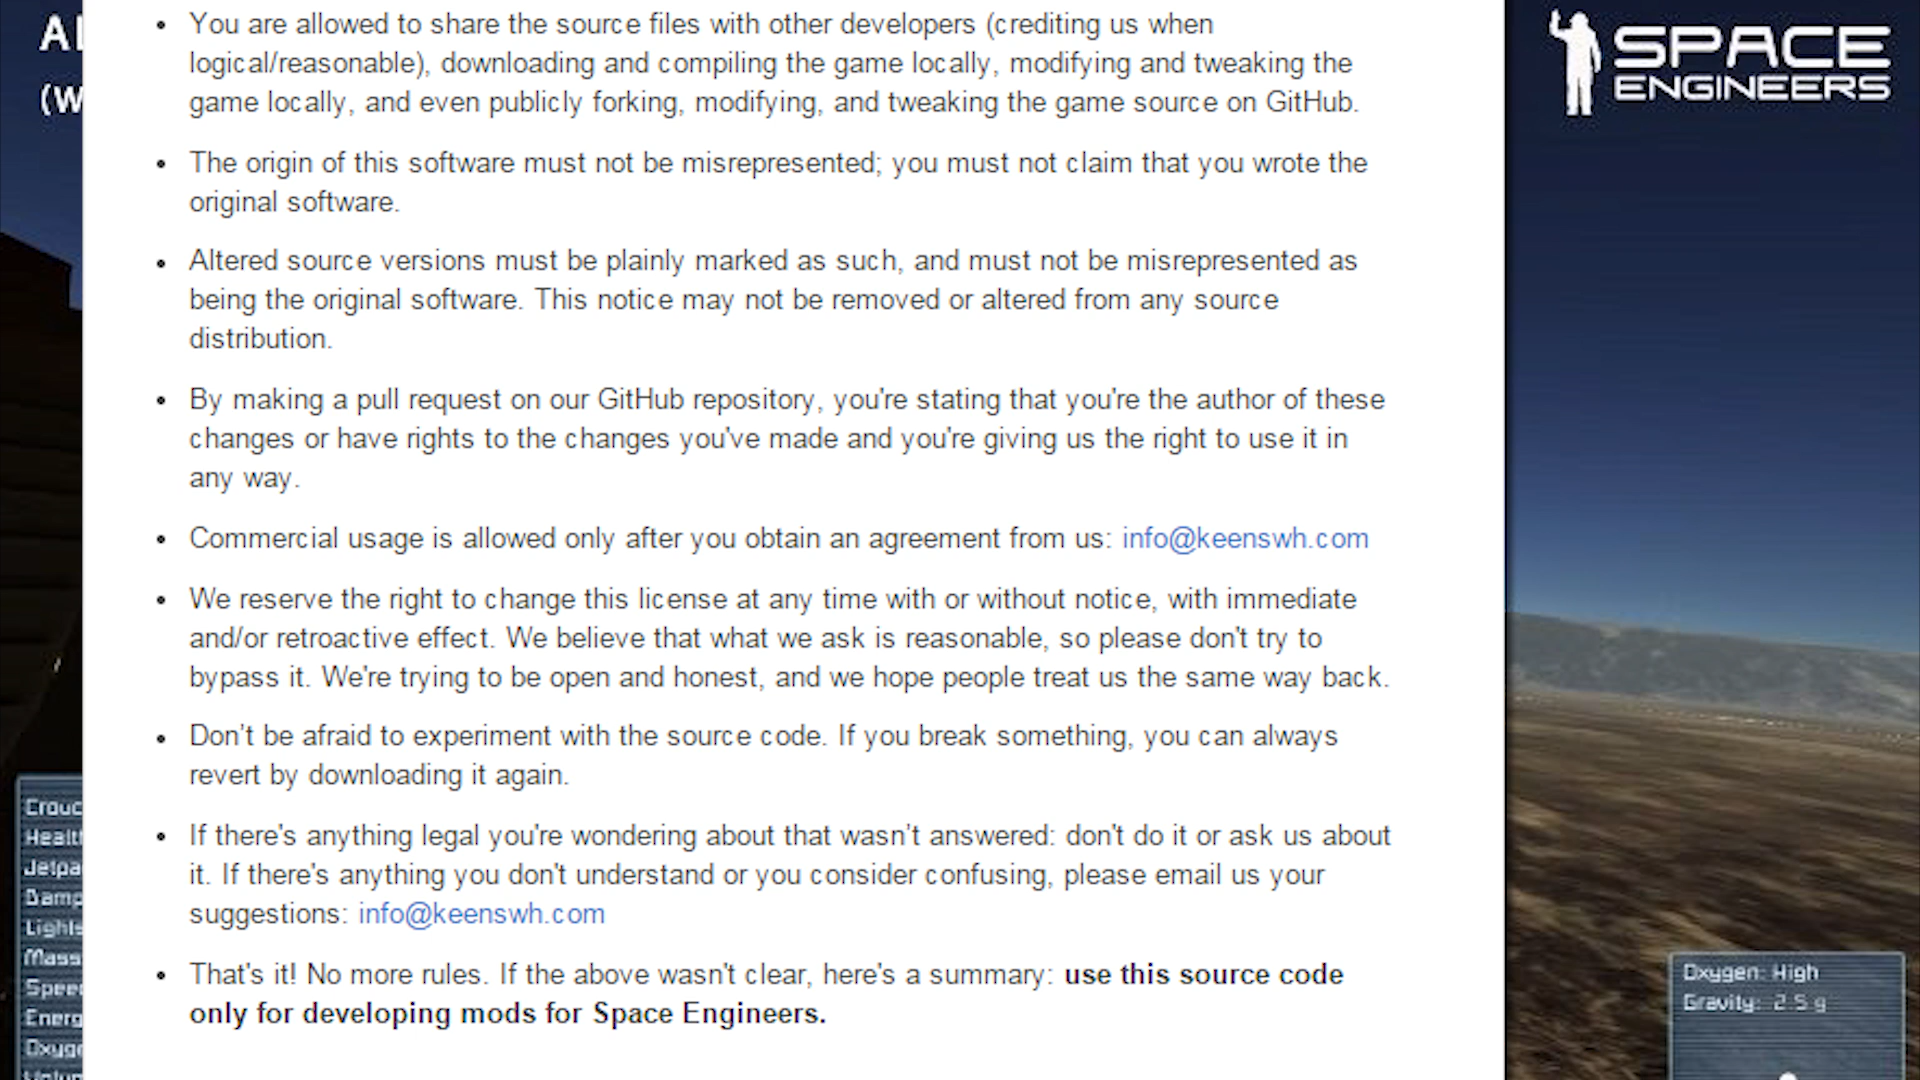 Al
(W
SPACE
ENGINEERS
• You are allowed to share the source files with other developers (crediting us when
logical/reasonable), downloading and compiling the game locally, modifying and tweaking the
game locally, and even publicly forking, modifying, and tweaking the game source on GitHub.
• The origin of this software must not be misrepresented; you must not claim that you wrote the
original software.
• Altered source versions must be plainly marked as such, and must not be misrepresented as
being the original software. This notice may not be removed or altered from any source
distribution.
• By making a pull request on our GitHub repository, you're stating that you're the author of these
changes or have rights to the changes you've made and you're giving us the right to use it in
any way.
• Commercial usage is allowed only after you obtain an agreement from us: info@keenswh.com
• We reserve the right to change this license at any time with or without notice, with immediate
and/or retroactive effect. We believe that what we ask is reasonable, so please don't try to
bypass it. We're trying to be open and honest, and we hope people treat us the same way back.
• Don't be afraid to experiment with the source code. If you break something, you can always
revert by downloading it again.
• If there's anything legal you're wondering about that wasn't answered: don't do it or ask us about
it. If there's anything you don't understand or you consider confusing, please email us your
suggestions: info@keenswh.com
• That's it! No more rules. If the above wasn't clear, here's a summary: use this source code
only for developing mods for Space Engineers.
Crouc
Healt
Jetpa
Damp
Lights
Mass
Speed
Energ
Oxyge
Oxygen: High
Gravity: 2.5 g